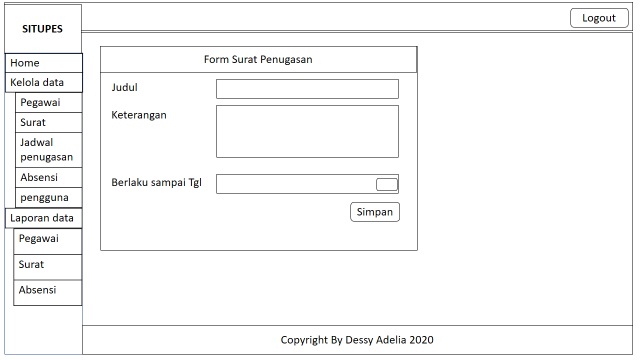 SITUPES
Logout
Home
Kelola data
Pegawai
Surat
Jadwal
penugasan
Absensi
pengguna
Laporan data
Pegawai
Surat
Absensi
Form Surat Penugasan
Judul
Keterangan
Berlaku sampai Tgl
Simpan
Copyright By Dessy Adelia 2020